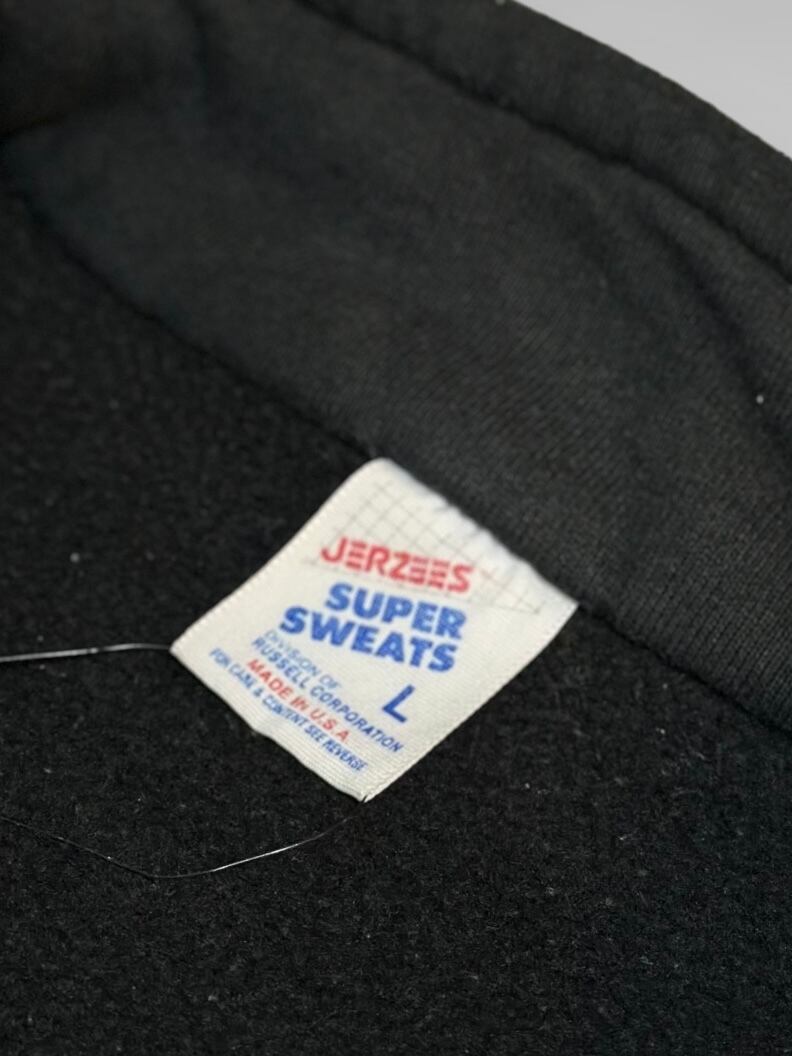 JERZEES
SUPER
SWEATS
L
DIVISION OF
RUSSELL CORPORATION
MADE IN U.S.A.
FOR CARE & CONTENT SEE REVERSE